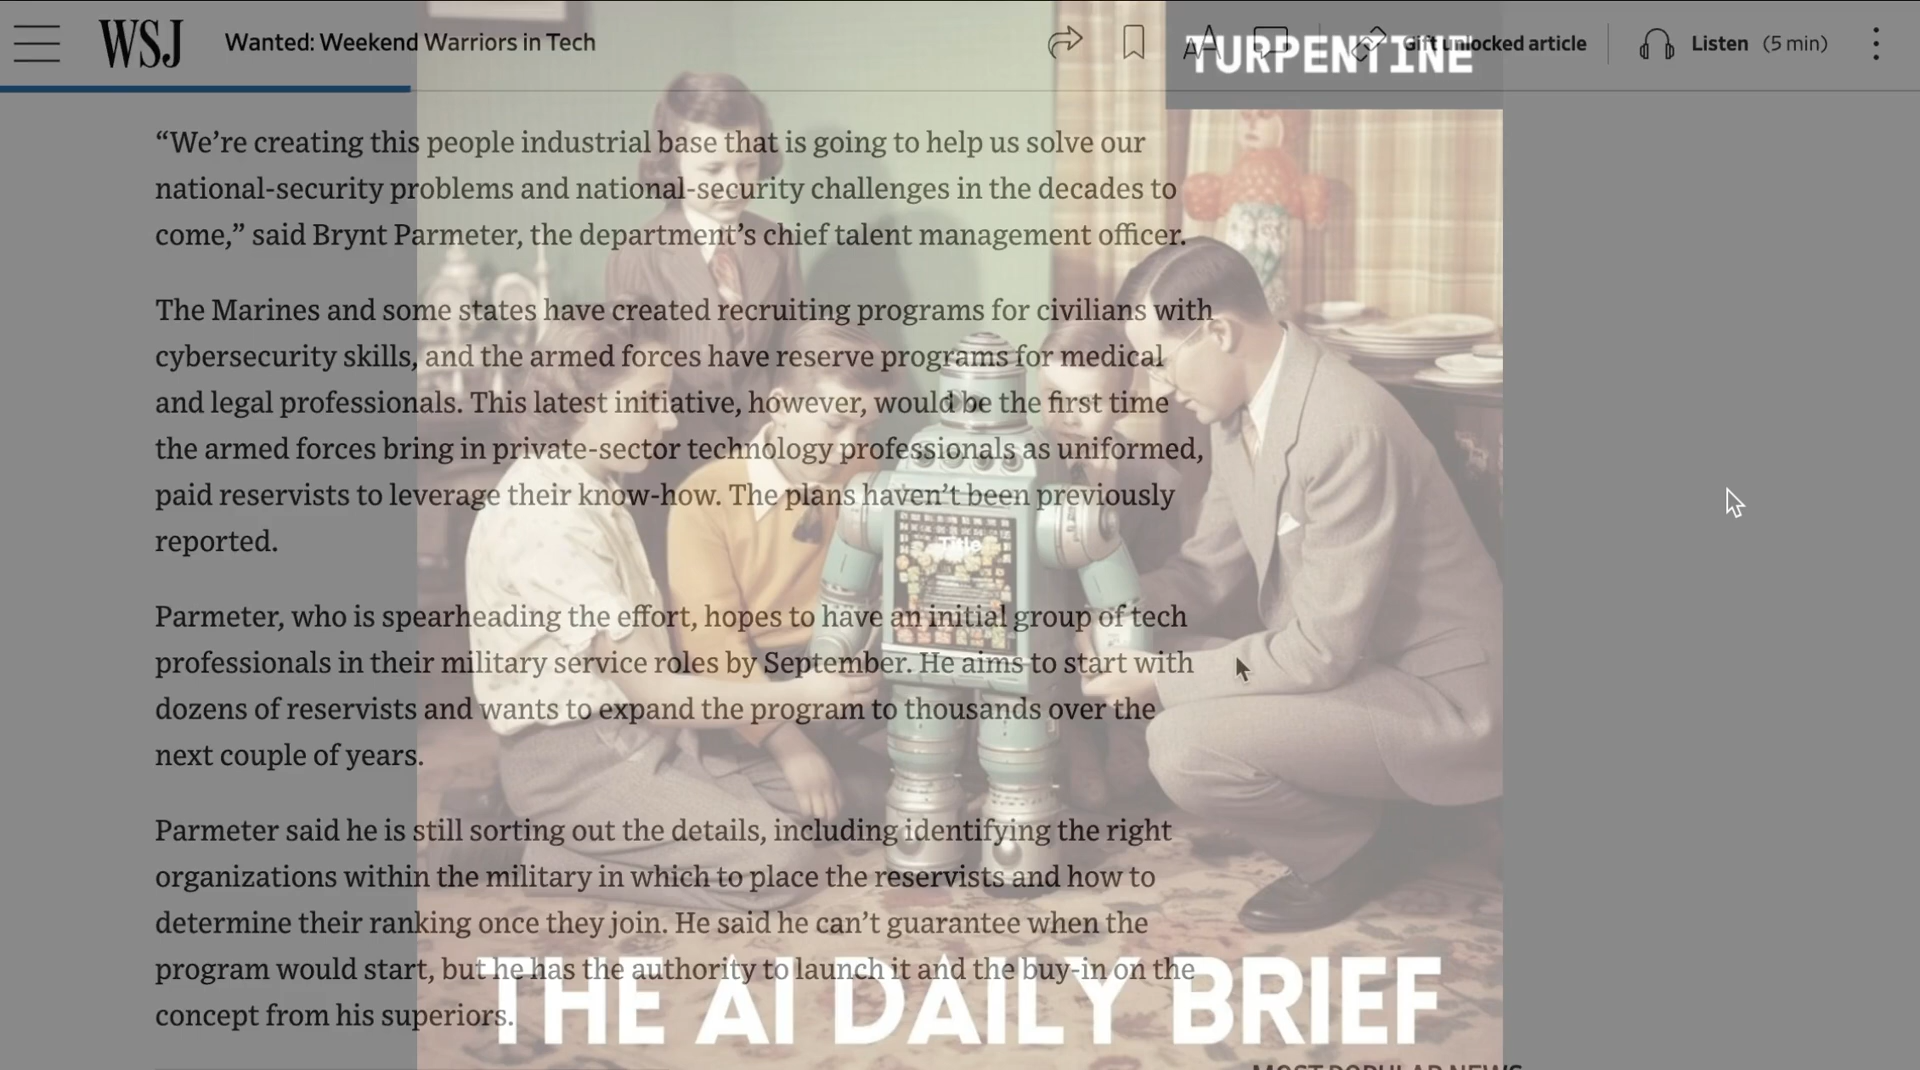 WSJ
Wanted: Weekend Warriors in Tech
AA
Gift unlocked article
Listen (5 min)
TURPENTINE
“We’re creating this people industrial base that is going to help us solve our
national-security problems and national-security challenges in the decades to
come,” said Brynt Parmeter, the department’s chief talent management officer.
The Marines and some states have created recruiting programs for civilians with
cybersecurity skills, and the armed forces have reserve programs for medical
and legal professionals. This latest initiative, however, would be the first time
the armed forces bring in private-sector technology professionals as uniformed,
paid reservists to leverage their know-how. The plans haven’t been previously
reported.
Title
Parmeter, who is spearheading the effort, hopes to have an initial group of tech
professionals in their military service roles by September. He aims to start with
dozens of reservists and wants to expand the program to thousands over the
next couple of years.
Parmeter said he is still sorting out the details, including identifying the right
organizations within the military in which to place the reservists and how to
determine their ranking once they join. He said he can’t guarantee when the
program would start, but he has the authority to launch it and the buy-in on the
concept from his superiors.
THE AI DAILY BRIEF
MOST POPULAR NEWS